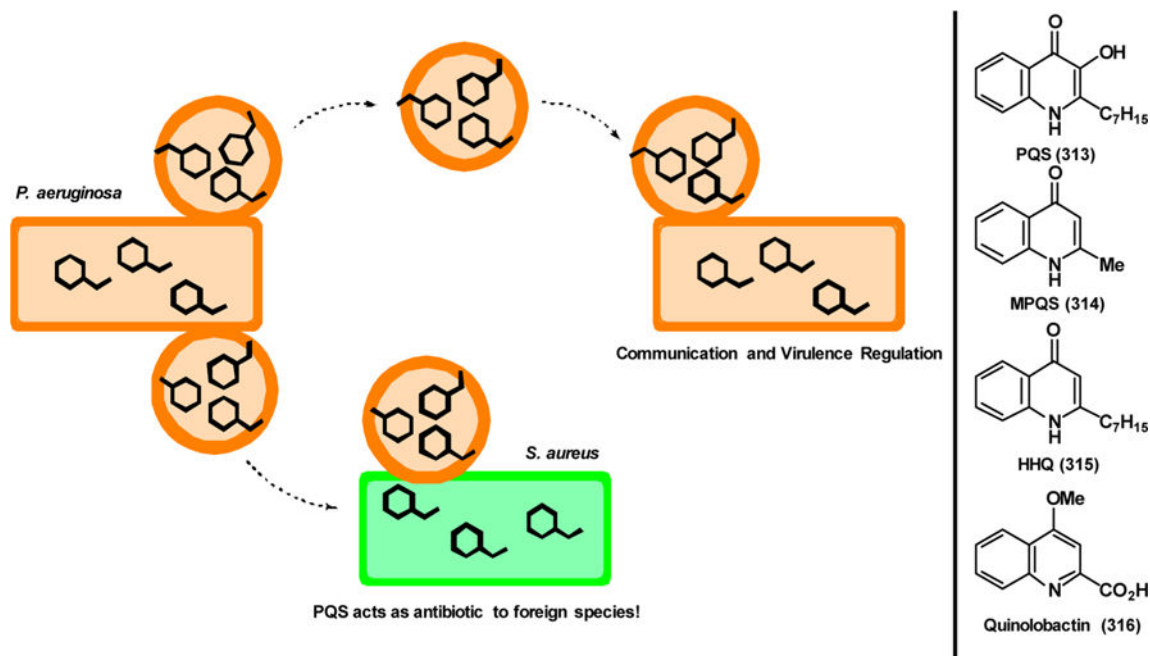 P. aeruginosa
Communication and Virulence Regulation
S. aureus
PQS acts as antibiotic to foreign species!
O
OH
N
H
C7H15
PQS (313)
O
N
H
Me
MPQS (314)
O
N
H
C7H15
HHQ (315)
OMe
N
CO2H
Quinolobactin (316)